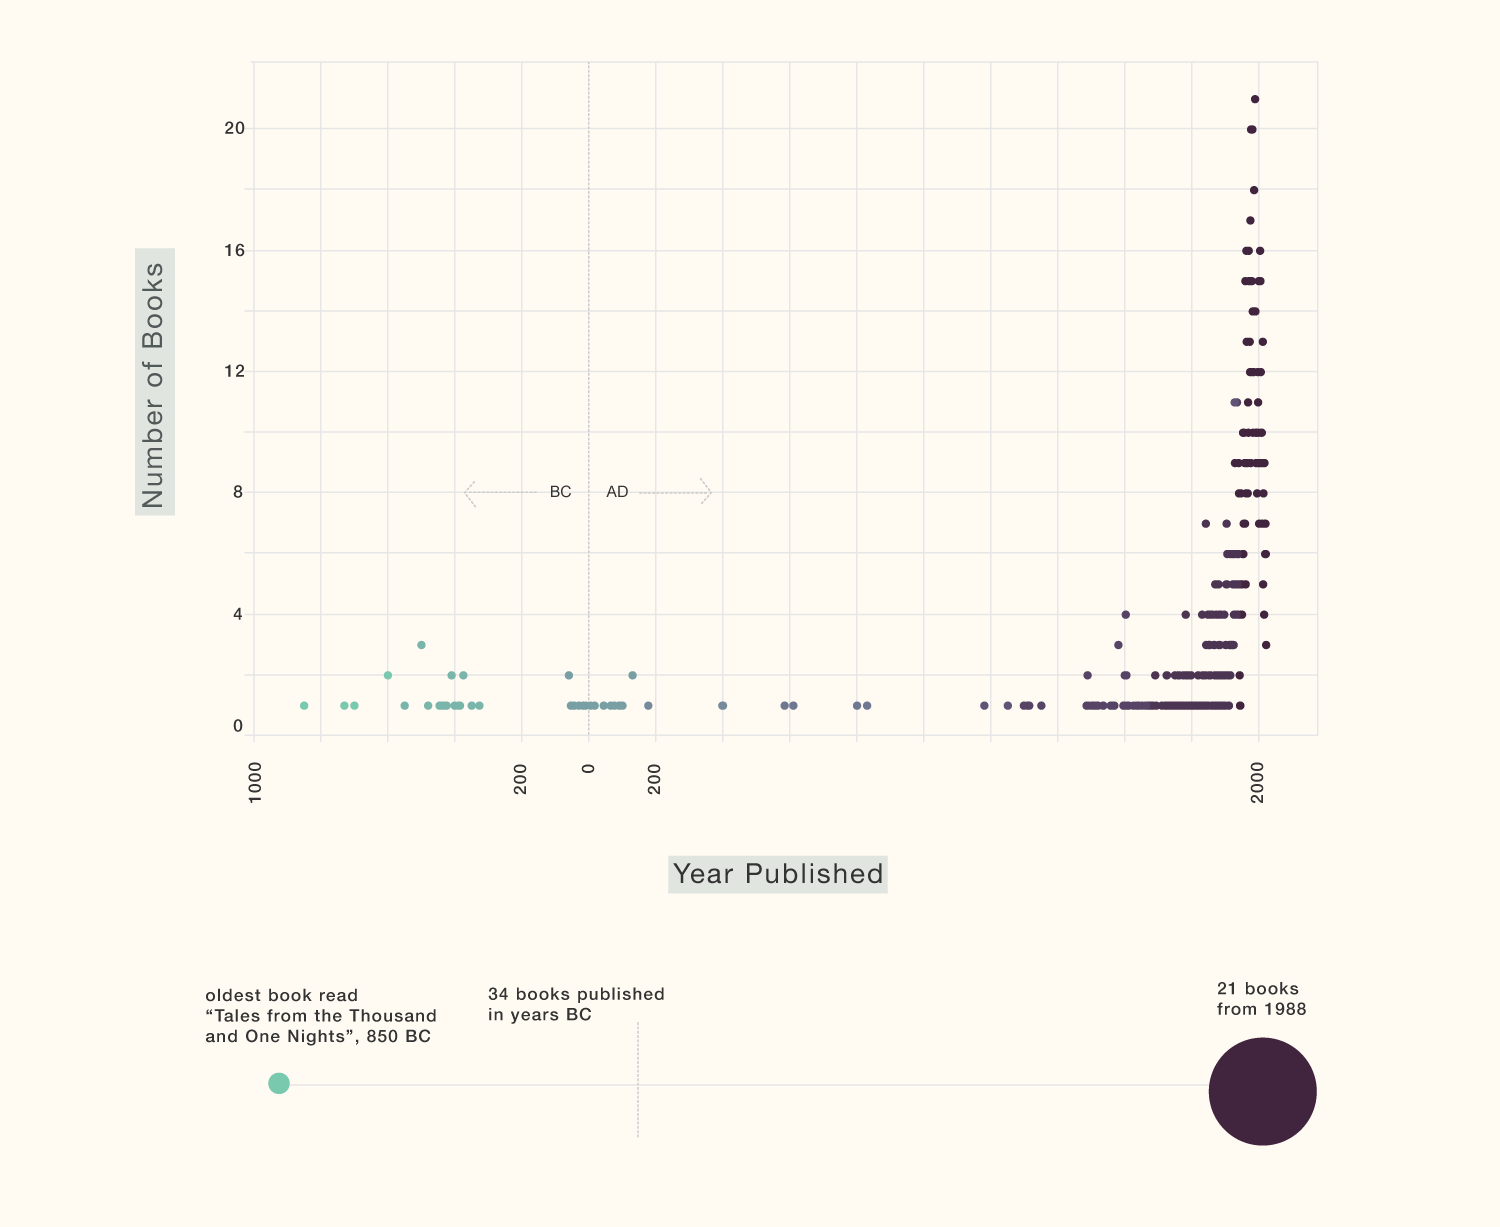 20
16
12
8
4
0
Number of Books
BC
AD
1000
200
0
200
2000
Year Published
oldest book read
“Tales from the Thousand
and One Nights”, 850 BC
34 books published
in years BC
21 books
from 1988